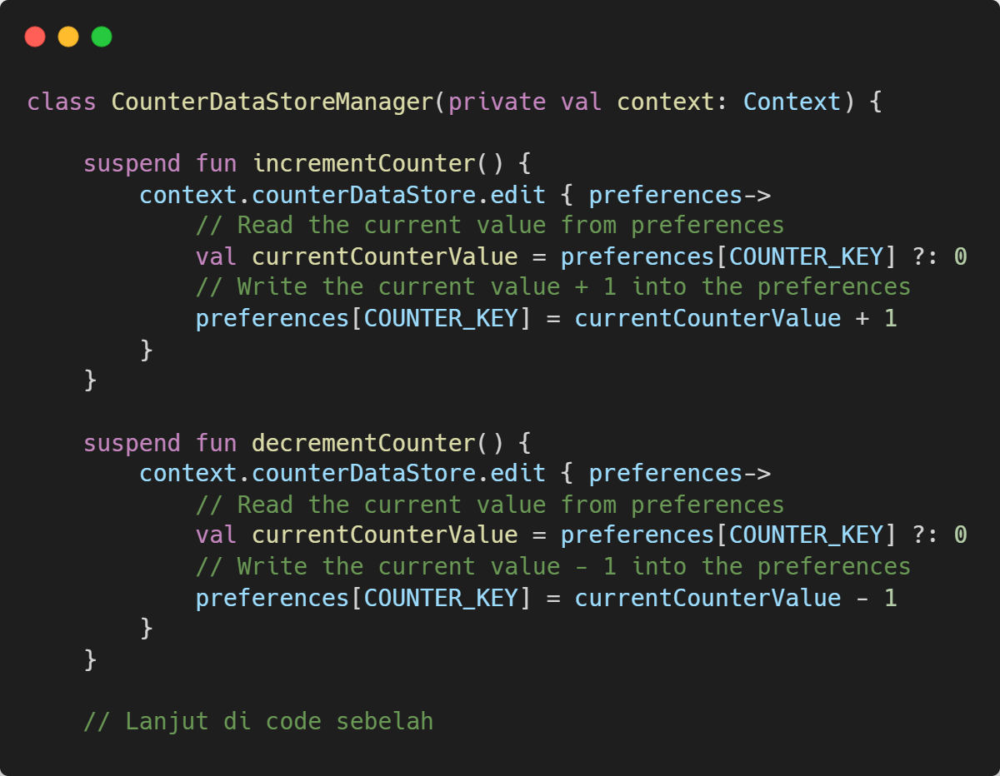 class CounterDataStoreManager(private val context: Context) {
    suspend fun incrementCounter() {
        context.counterDataStore.edit { preferences->
            // Read the current value from preferences
            val currentCounterValue = preferences[COUNTER_KEY] ?: 0
            // Write the current value + 1 into the preferences
            preferences[COUNTER_KEY] = currentCounterValue + 1
        }
    }
    suspend fun decrementCounter() {
        context.counterDataStore.edit { preferences->
            // Read the current value from preferences
            val currentCounterValue = preferences[COUNTER_KEY] ?: 0
            // Write the current value - 1 into the preferences
            preferences[COUNTER_KEY] = currentCounterValue - 1
        }
    }
    // Lanjut di code sebelah